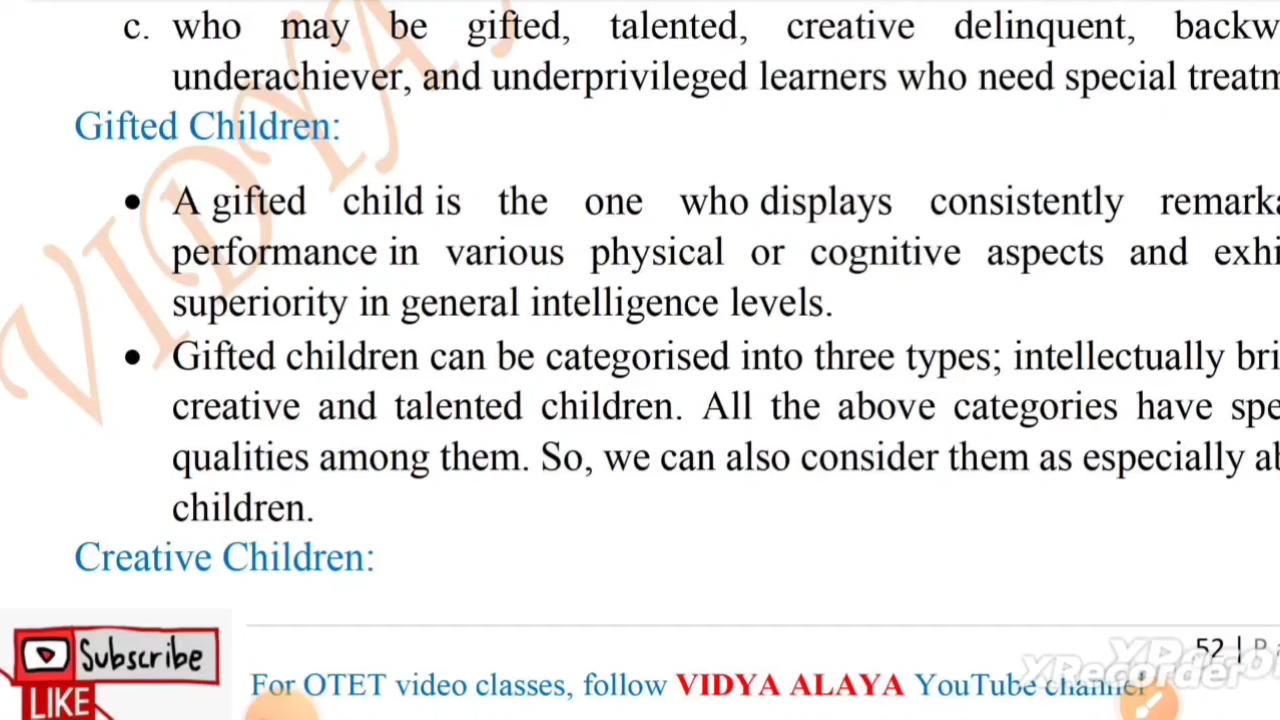 c. who may be gifted, talented, creative delinquent, backw
underachiever, and underprivileged learners who need special treatm
Gifted Children:
• A gifted child is the one who displays consistently remarka
performance in various physical or cognitive aspects and exhi
superiority in general intelligence levels.
• Gifted children can be categorised into three types; intellectually bri
creative and talented children. All the above categories have spe
qualities among them. So, we can also consider them as especially ab
children.
Creative Children:
52 | P a
Subscribe
LIKE
For OTET video classes, follow VIDYA ALAYA YouTube channel
XRecorder
VIDYA